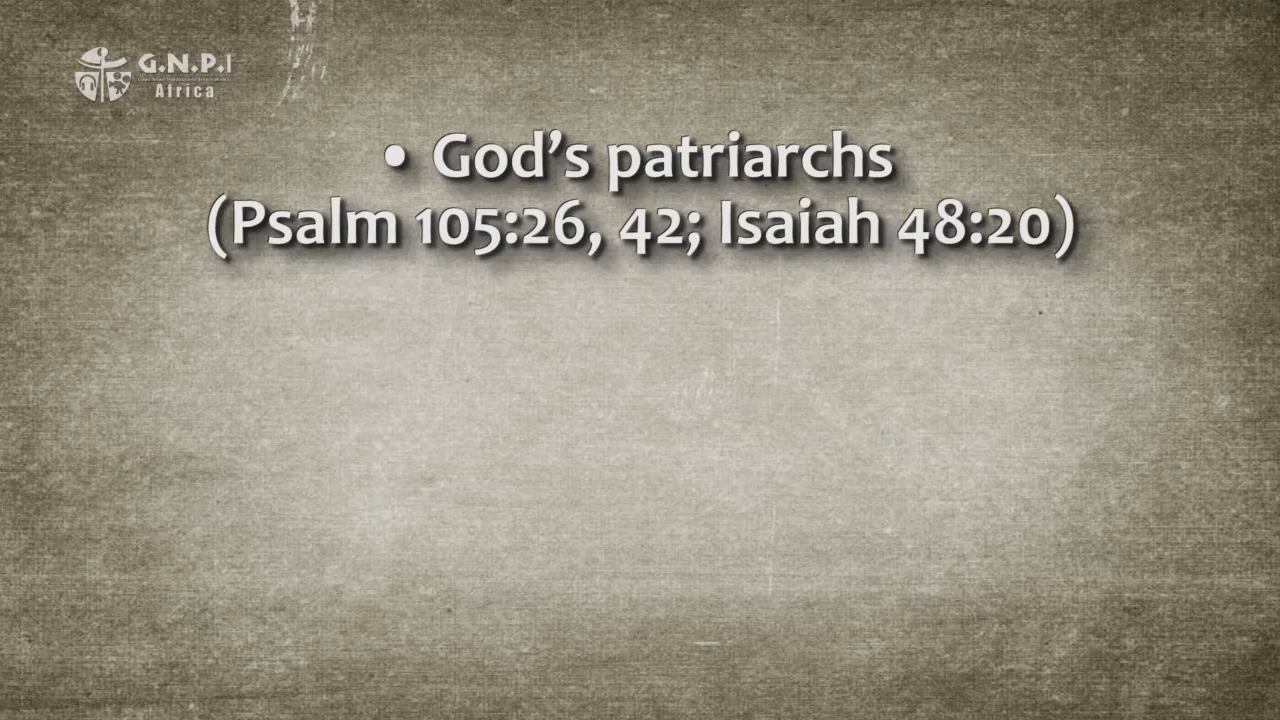 G.N.P.I
Africa
• God’s patriarchs
(Psalm 105:26, 42; Isaiah 48:20)